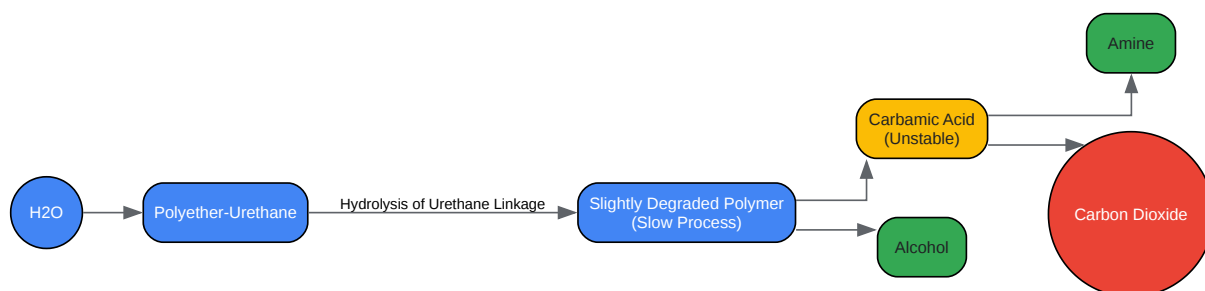 H2O
Polyether-Urethane
Hydrolysis of Urethane Linkage
Slightly Degraded Polymer
(Slow Process)
Carbamic Acid
(Unstable)
Amine
Carbon Dioxide
Alcohol